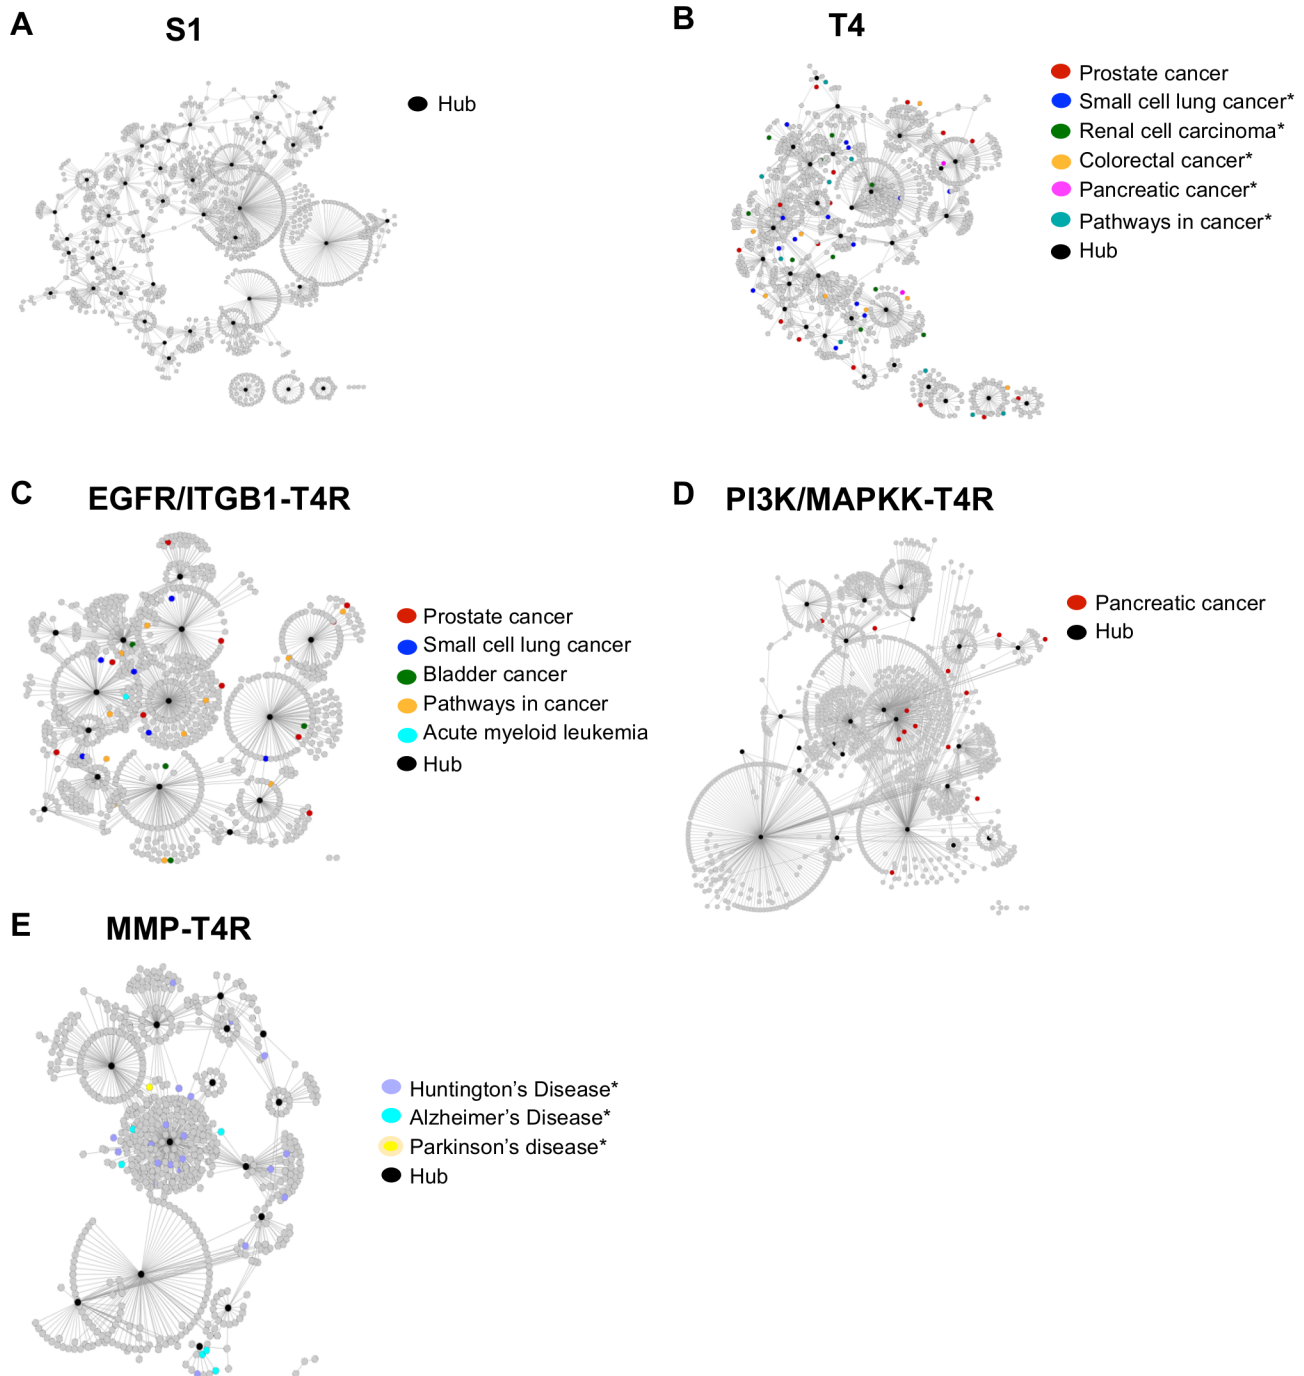 A
S1
Hub
B
T4
Prostate cancer
Small cell lung cancer*
Renal cell carcinoma*
Colorectal cancer*
Pancreatic cancer*
Pathways in cancer*
Hub
C
EGFR/ITGB1-T4R
Prostate cancer
Small cell lung cancer
Bladder cancer
Pathways in cancer
Acute myeloid leukemia
Hub
D
PI3K/MAPKK-T4R
Pancreatic cancer
Hub
E
MMP-T4R
Huntington’s Disease*
Alzheimer’s Disease*
Parkinson’s disease*
Hub